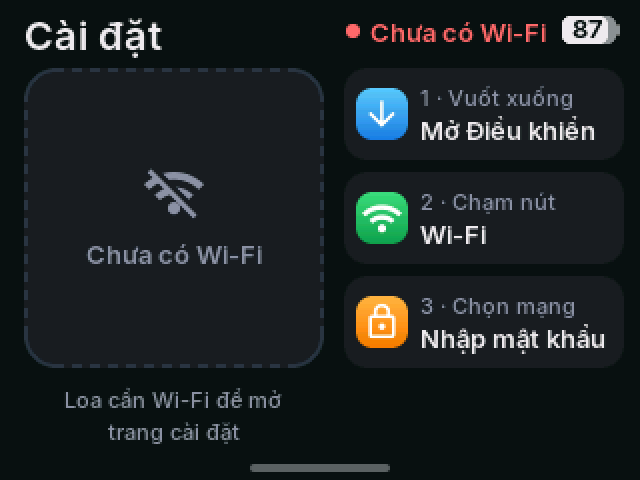 Cài đặt
Chưa có Wi-Fi
87
Chưa có Wi-Fi
Loa cần Wi-Fi để mở
trang cài đặt
1 · Vuốt xuống
Mở Điều khiển
2 · Chạm nút
Wi-Fi
3 · Chọn mạng
Nhập mật khẩu